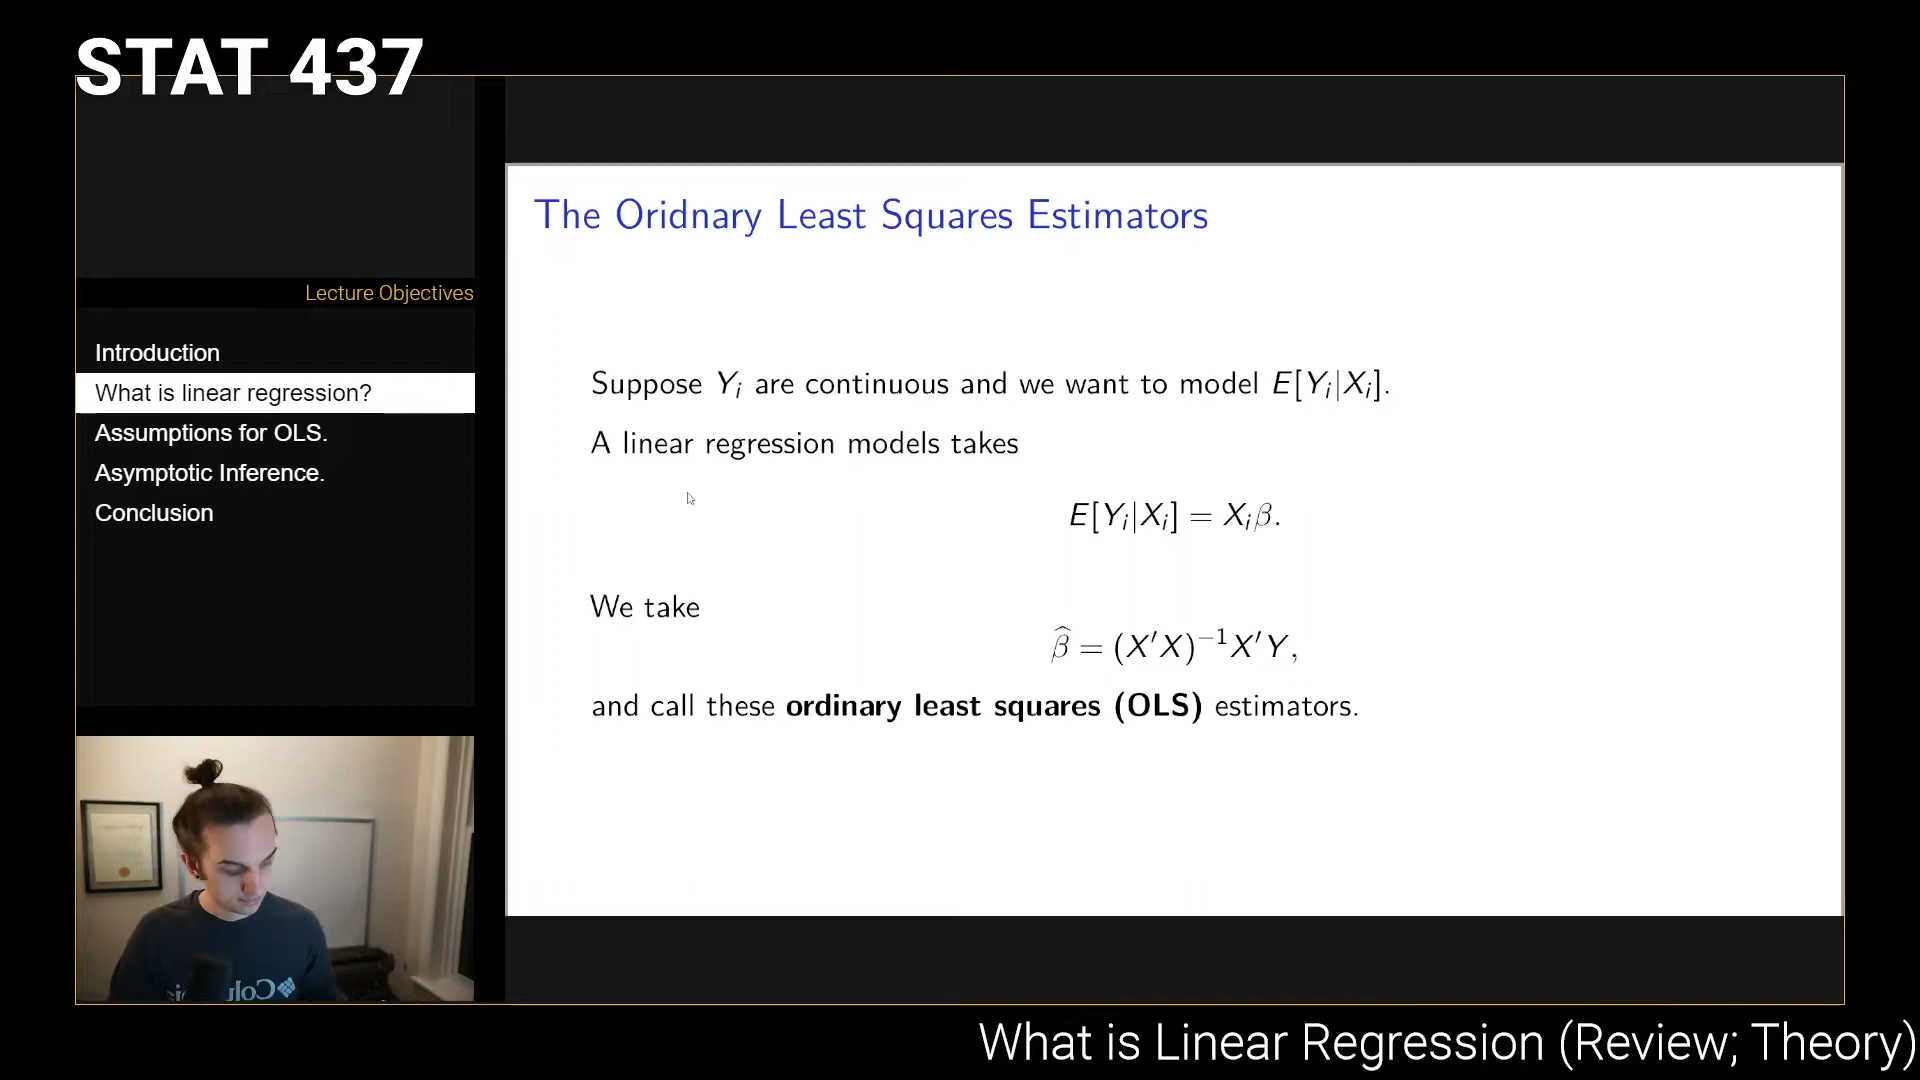 STAT 437
Lecture Objectives
Introduction
What is linear regression?
Assumptions for OLS.
Asymptotic Inference.
Conclusion
The Oridnary Least Squares Estimators
Suppose Y_i are continuous and we want to model E[Y_i|X_i].
A linear regression models takes
E[Y_i|X_i] = X_iβ.
We take
β̂ = (X′X)⁻¹X′Y,
and call these ordinary least squares (OLS) estimators.
What is Linear Regression (Review; Theory)